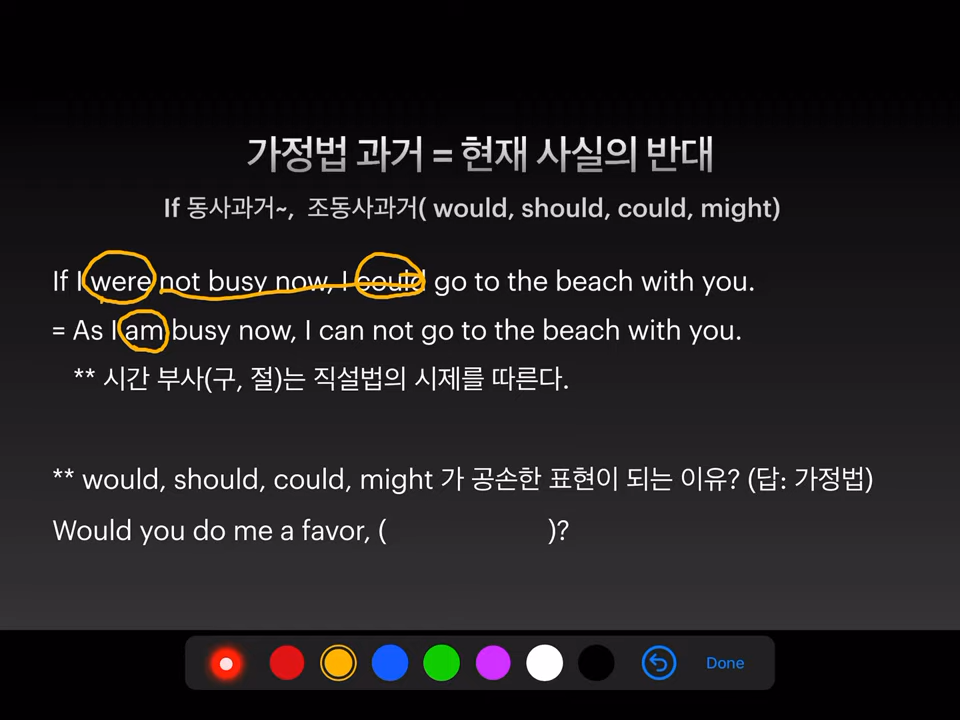 가정법 과거 = 현재 사실의 반대
If 동사과거~, 조동사과거( would, should, could, might)
If I were not busy now, I could go to the beach with you.
= As I am busy now, I can not go to the beach with you.
** 시간 부사(구, 절)는 직설법의 시제를 따른다.
** would, should, could, might 가 공손한 표현이 되는 이유? (답: 가정법)
Would you do me a favor, ( )?
Done